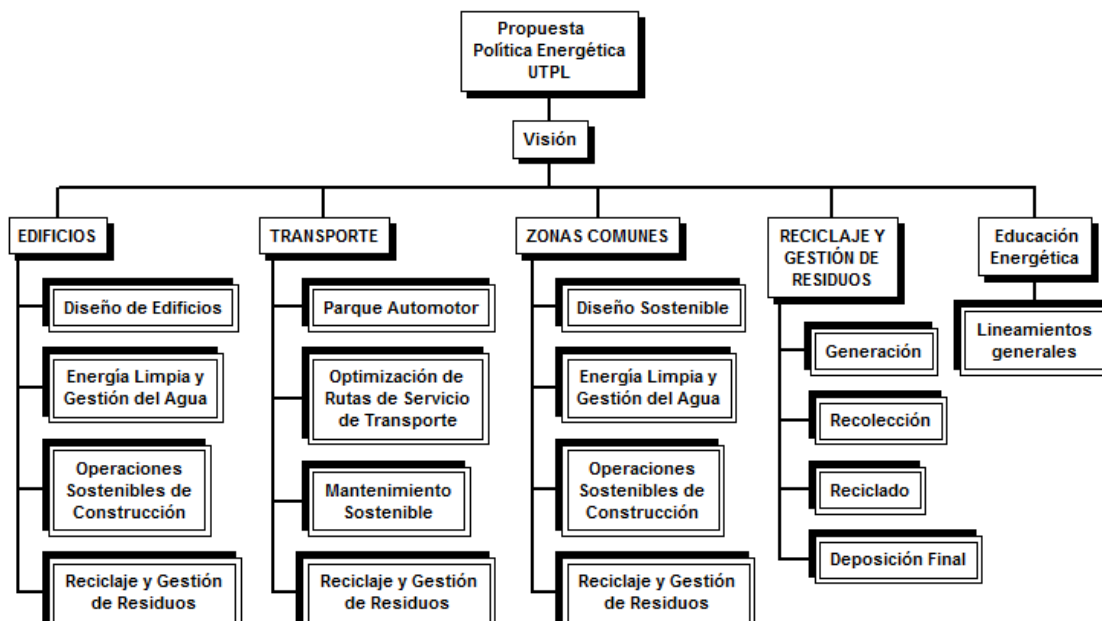 Propuesta
Política Energética
UTPL
Visión
EDIFICIOS
Diseño de Edificios
Energía Limpia y
Gestión del Agua
Operaciones
Sostenibles de
Construcción
Reciclaje y Gestión
de Residuos
TRANSPORTE
Parque Automotor
Optimización de
Rutas de Servicio
de Transporte
Mantenimiento
Sostenible
Reciclaje y Gestión
de Residuos
ZONAS COMUNES
Diseño Sostenible
Energía Limpia y
Gestión del Agua
Operaciones
Sostenibles de
Construcción
Reciclaje y Gestión
de Residuos
RECICLAJE Y
GESTIÓN DE
RESIDUOS
Generación
Recolección
Reciclado
Deposición Final
Educación
Energética
Lineamientos
generales